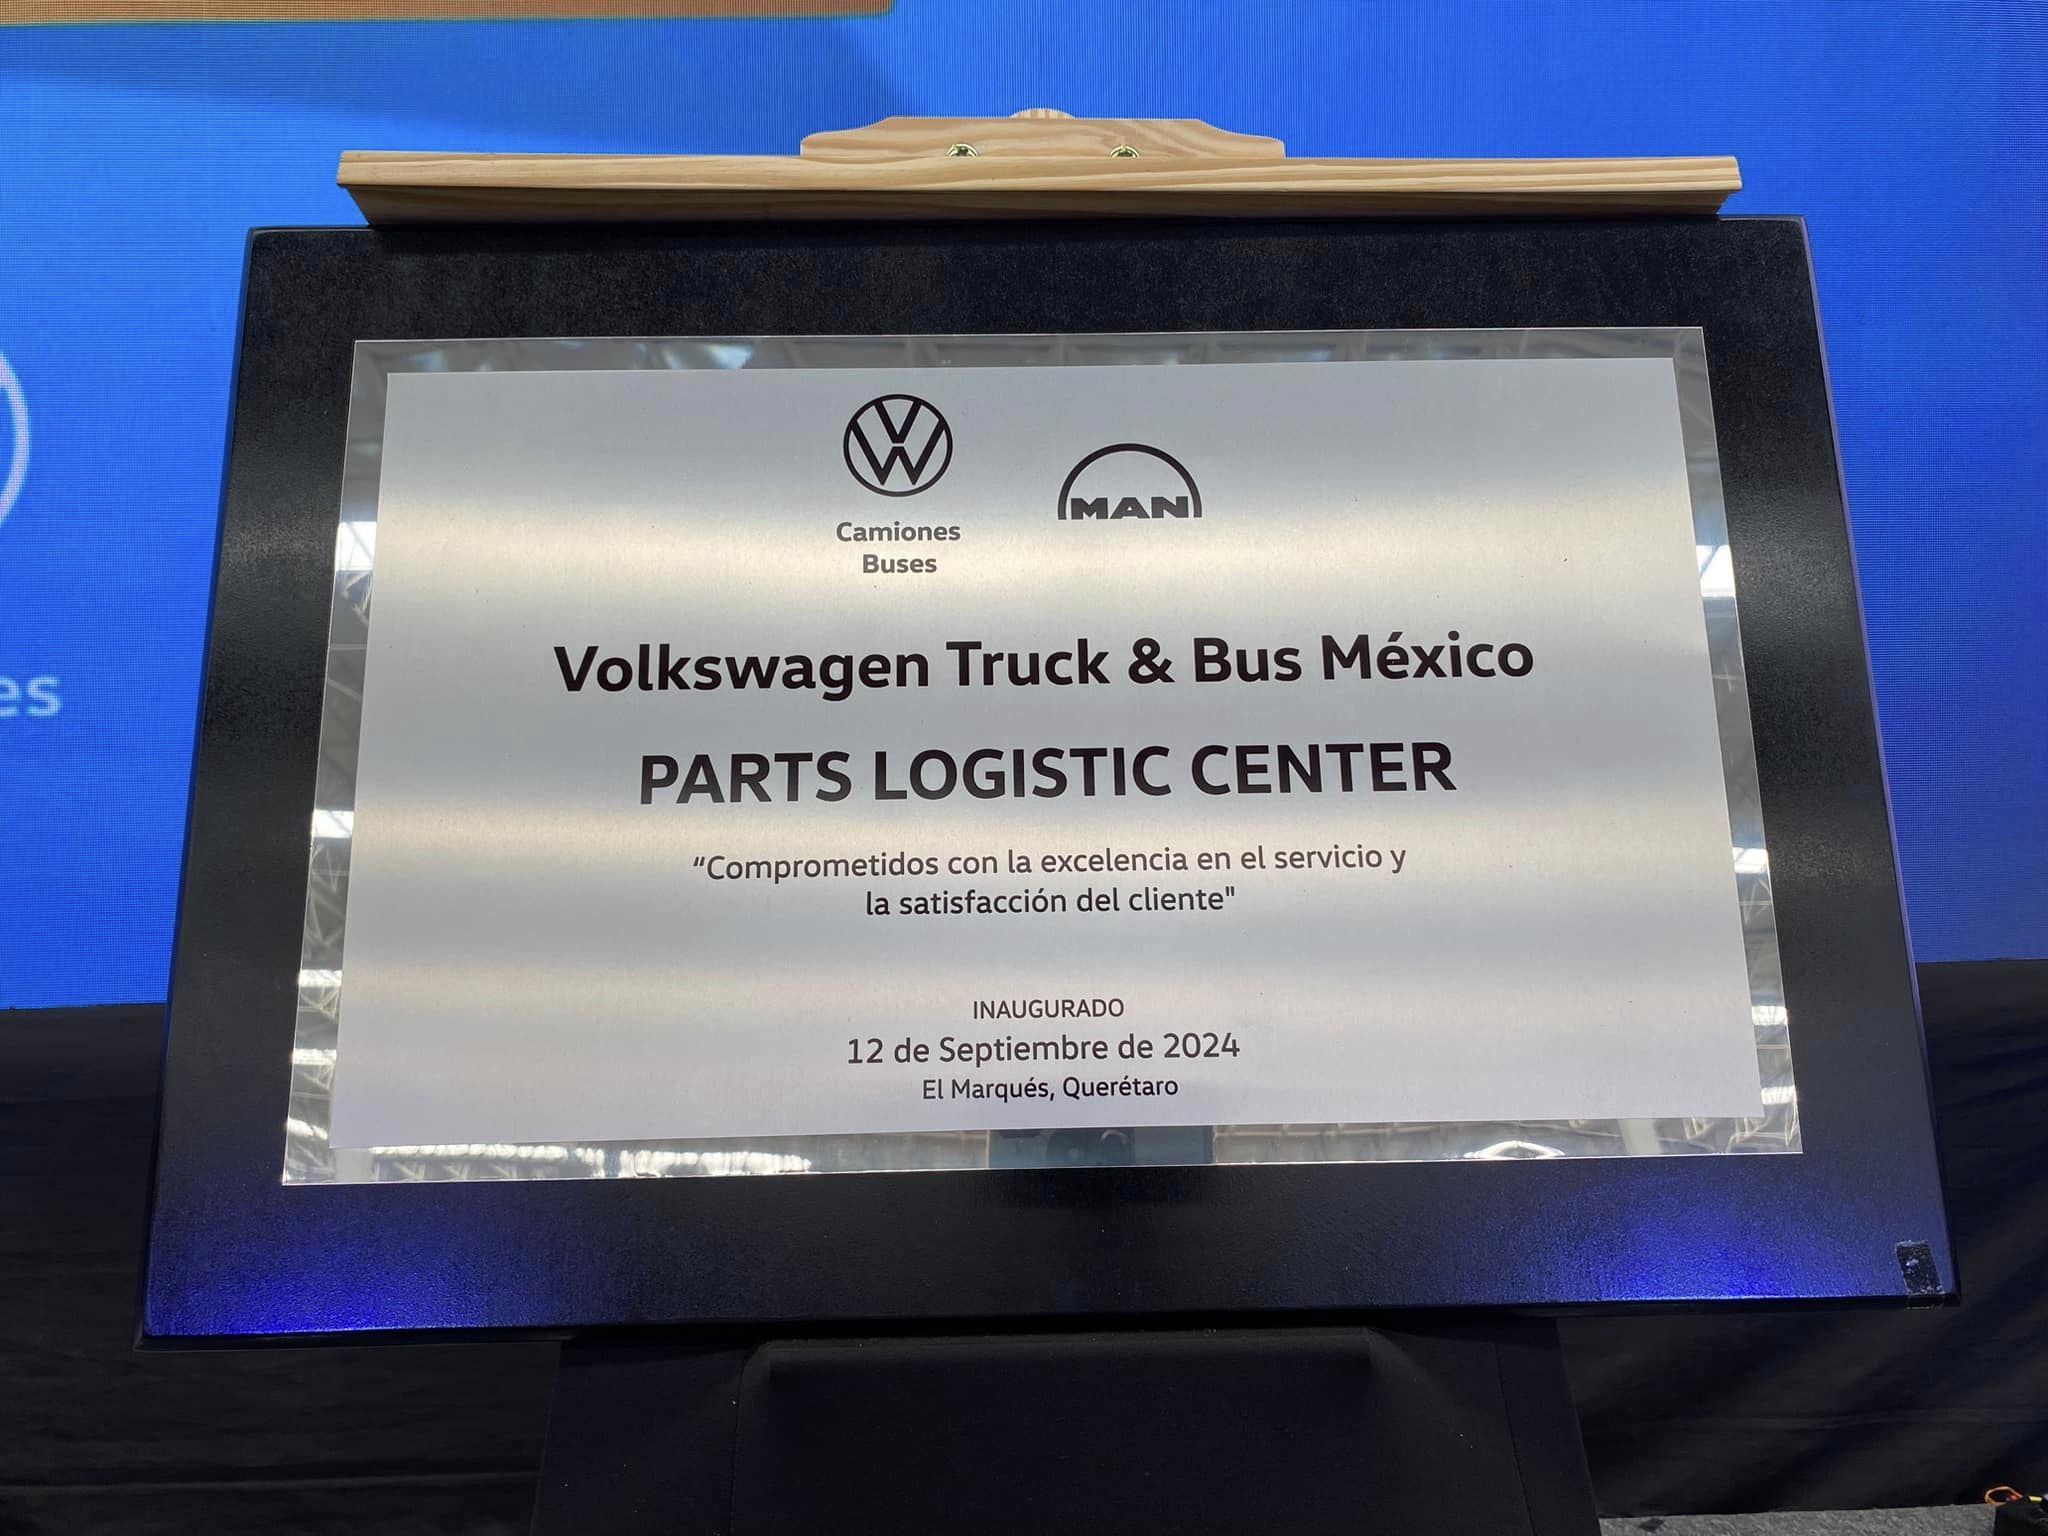 Camiones
Buses
MAN
Volkswagen Truck & Bus México
PARTS LOGISTIC CENTER
“Comprometidos con la excelencia en el servicio y
la satisfacción del cliente"
INAUGURADO
12 de Septiembre de 2024
El Marqués, Querétaro
es